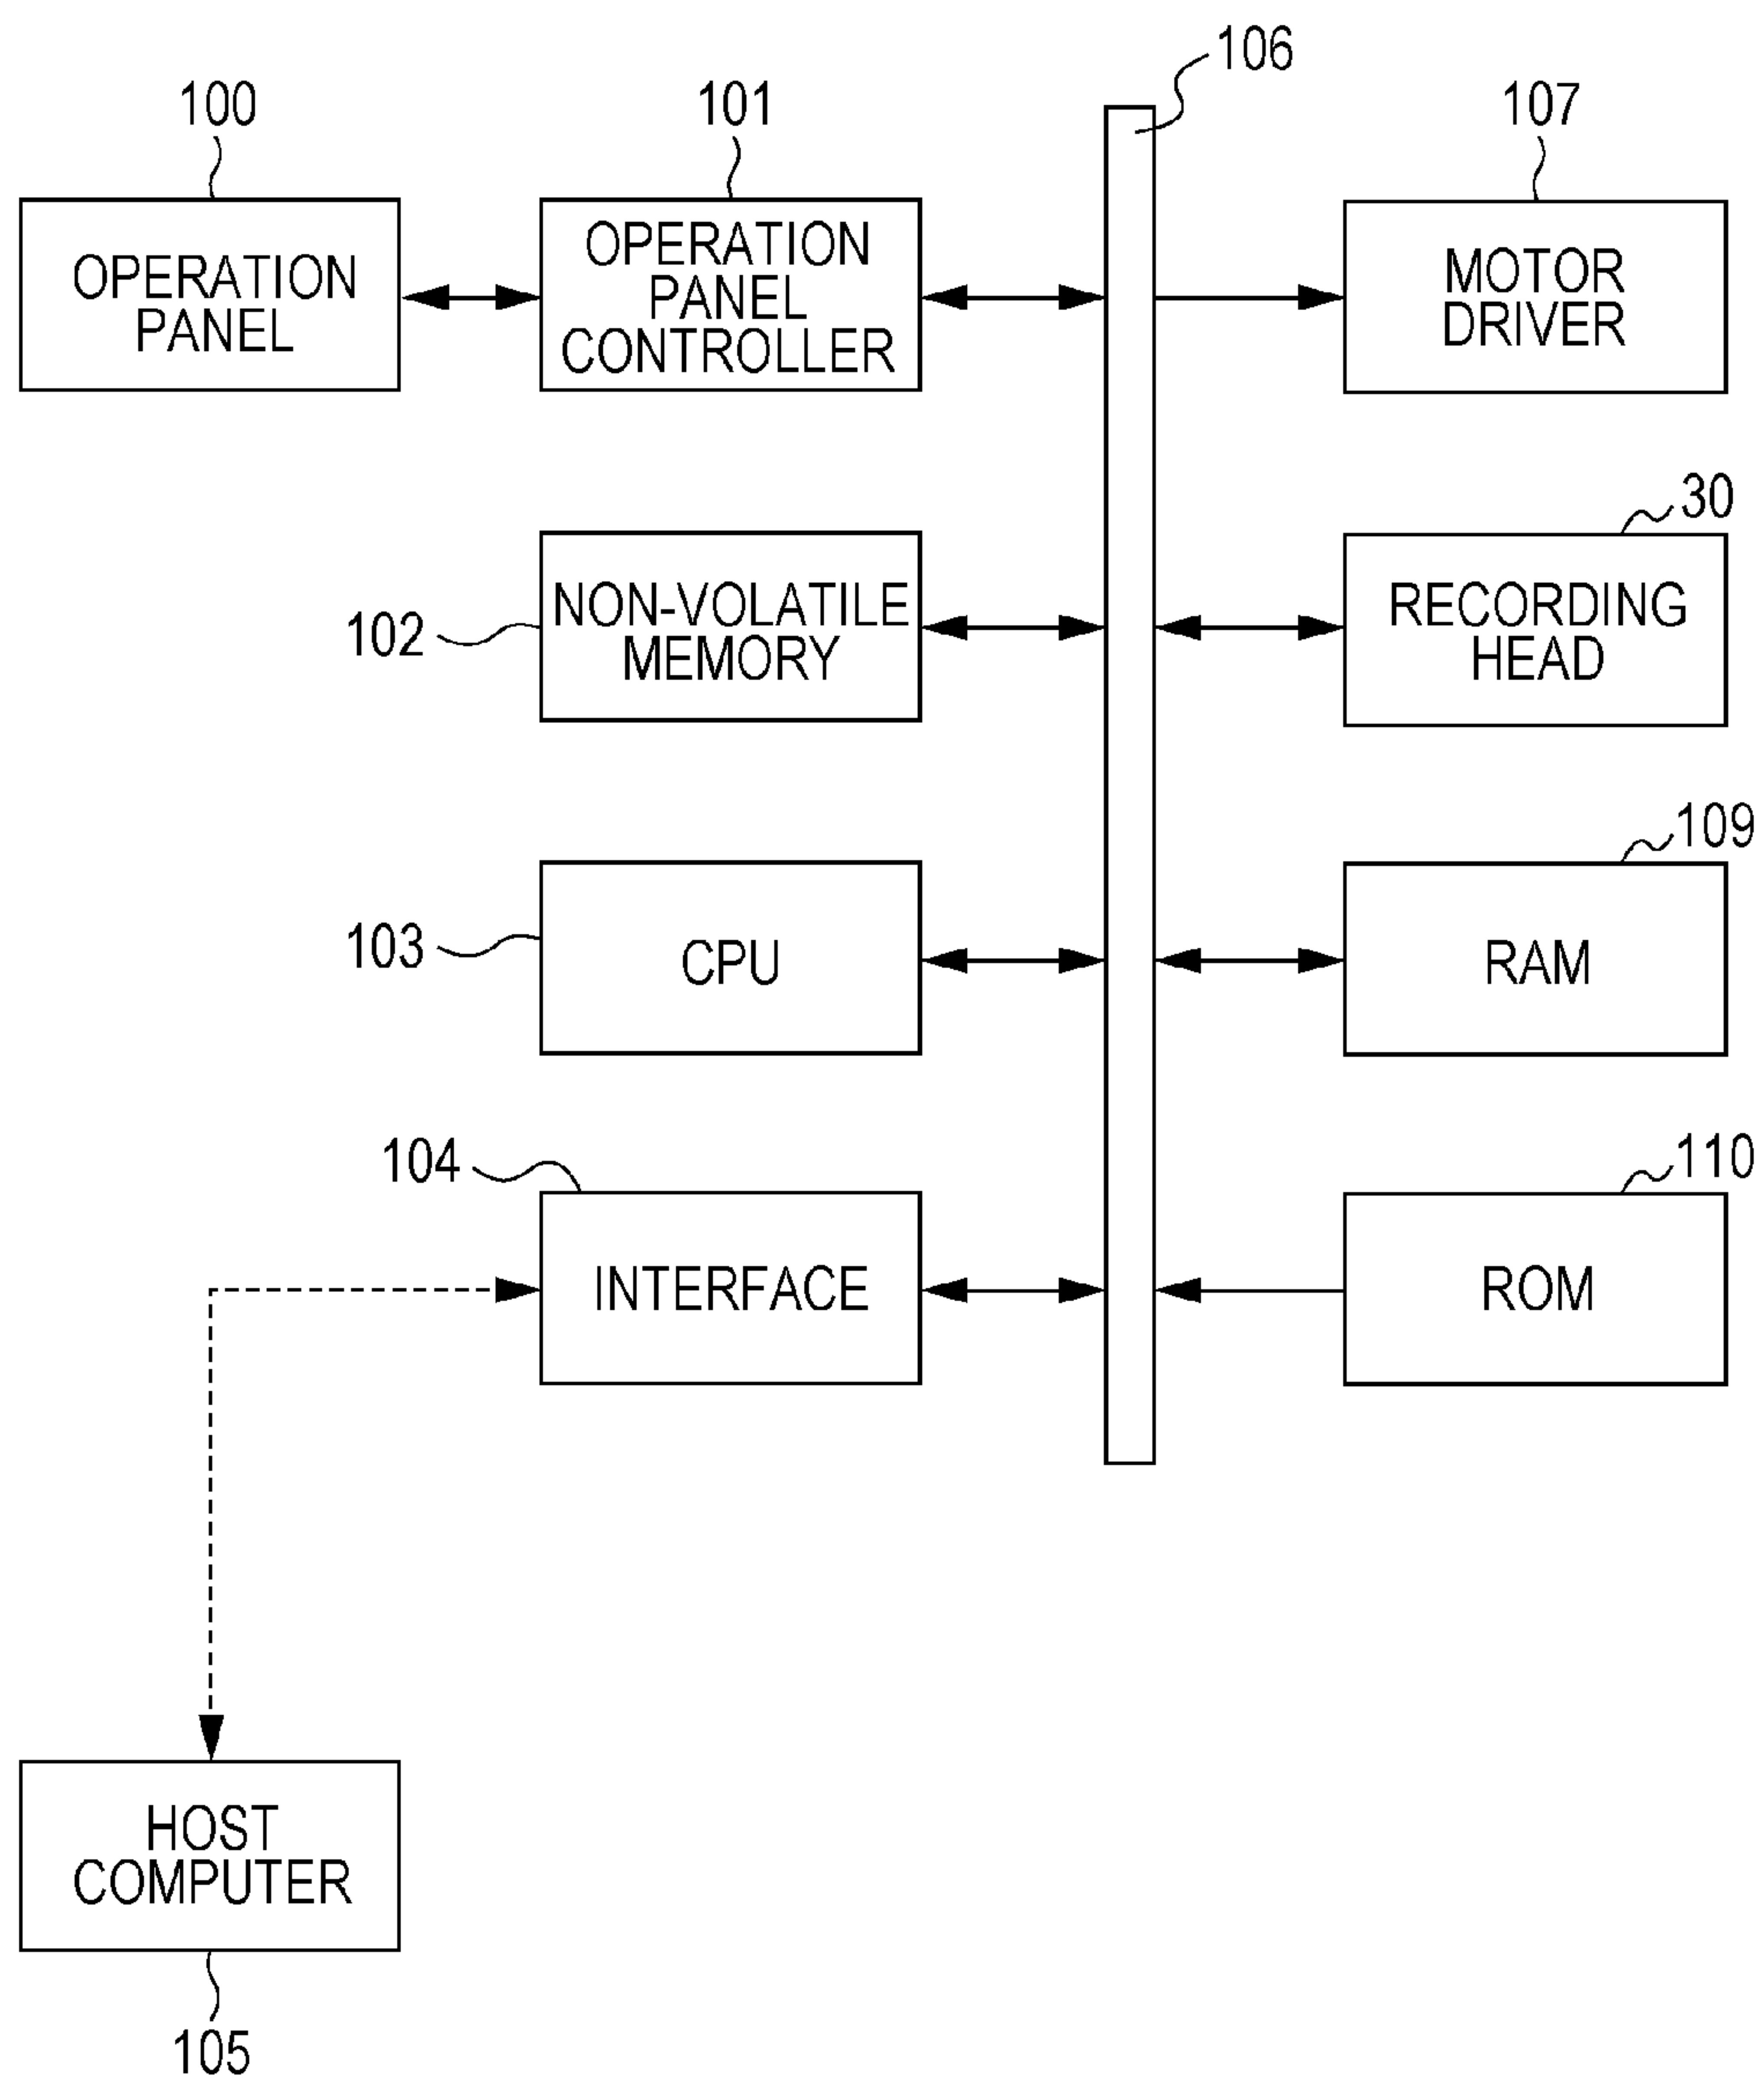 106
100
101
107
OPERATION
PANEL
OPERATION
PANEL
CONTROLLER
MOTOR
DRIVER
30
102
NON-VOLATILE
MEMORY
RECORDING
HEAD
109
103
CPU
RAM
104
110
INTERFACE
ROM
HOST
COMPUTER
105